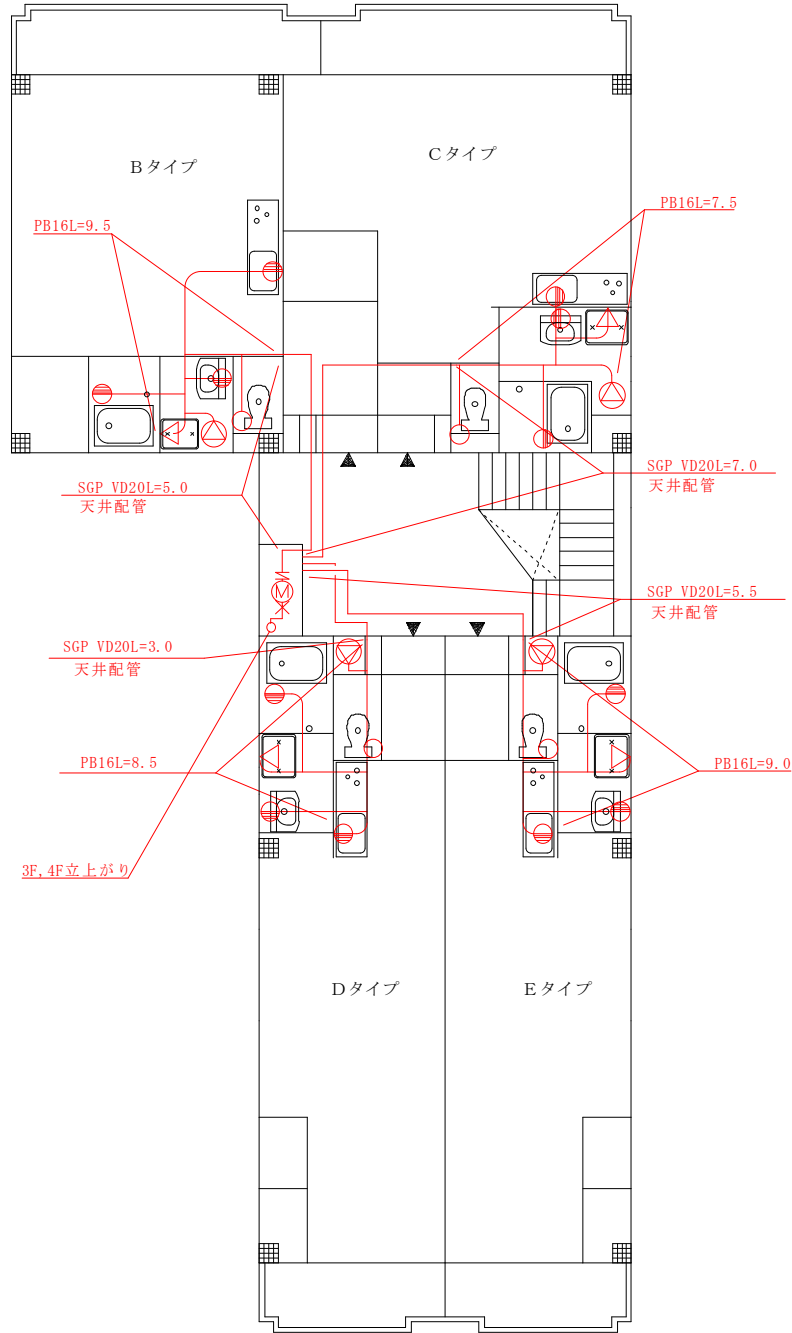 Bタイプ
Cタイプ
PB16L=9.5
PB16L=7.5
SGP VD20L=5.0
天井配管
SGP VD20L=7.0
天井配管
M
SGP VD20L=5.5
天井配管
SGP VD20L=3.0
天井配管
PB16L=8.5
PB16L=9.0
3F,4F立上がり
Dタイプ
Eタイプ